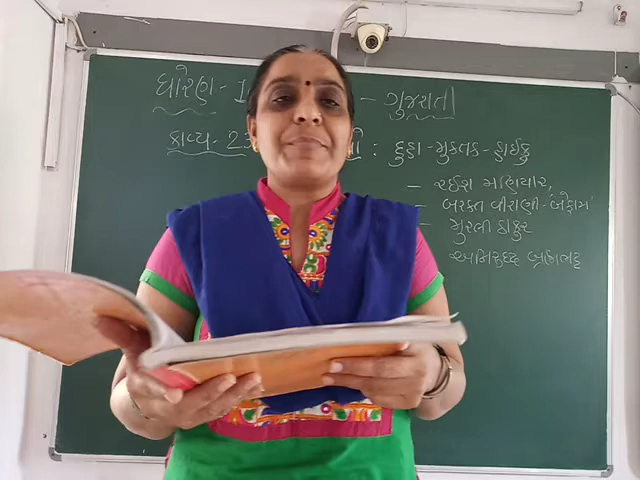 ધોરણ - 1 - ગુજરાતી
કાવ્ય - 23 : દુહા - મુક્તક - હાઈકુ
- રઈશ મણિયાર,
- બરકત વીરાણી 'બેફામ'
- મુરલી ઠાકુર
અનિરુદ્ધ બ્રહ્મભટ્ટ